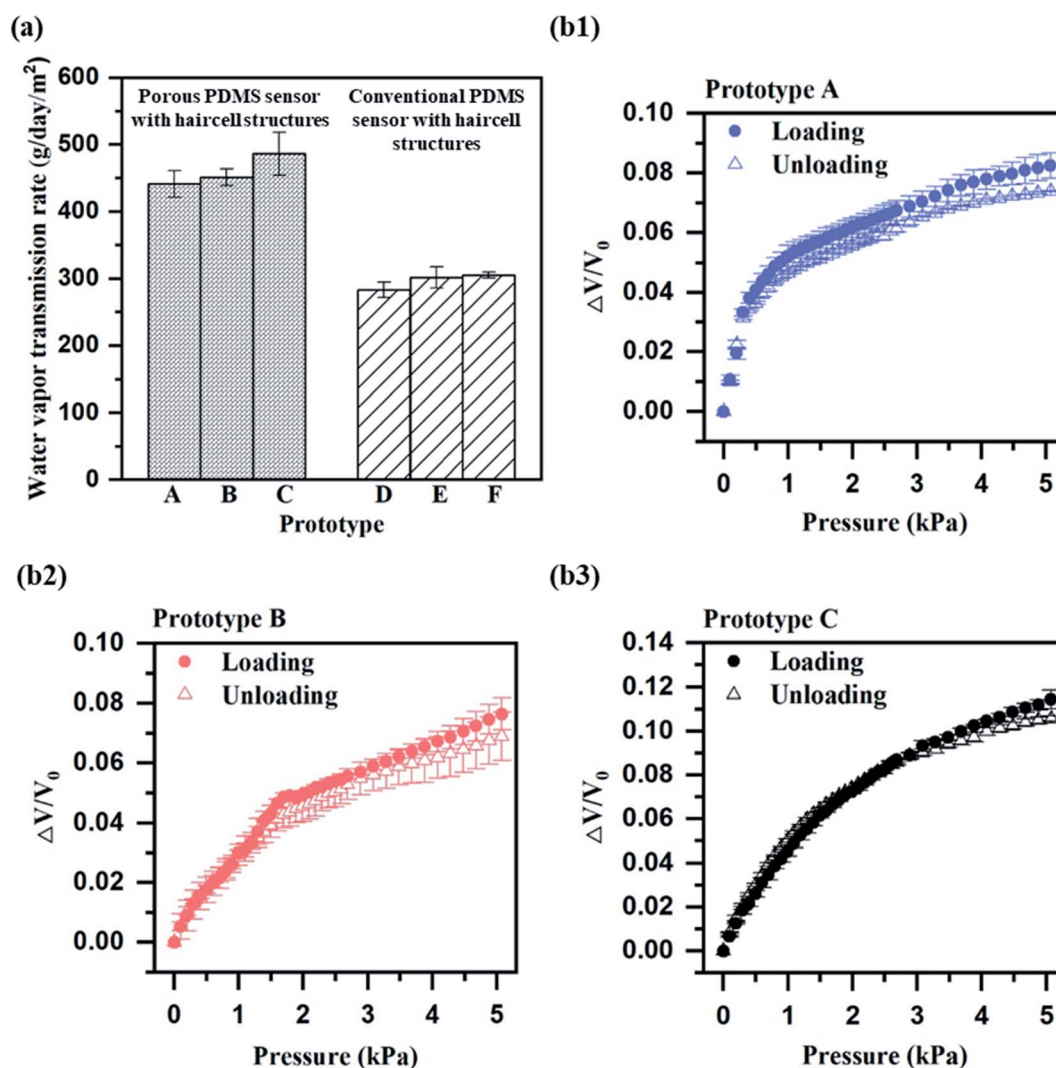 (a)
Water vapor transmission rate (g/day/m²)
600
500
400
300
200
100
0
Porous PDMS sensor
with haircell structures
Conventional PDMS
sensor with haircell
structures
A B C D E F
Prototype
(b1)
Prototype A
Loading
Unloading
△V/V₀
0.10
0.08
0.06
0.04
0.02
0.00
0 1 2 3 4 5
Pressure (kPa)
(b2)
Prototype B
Loading
Unloading
△V/V₀
0.10
0.08
0.06
0.04
0.02
0.00
0 1 2 3 4 5
Pressure (kPa)
(b3)
Prototype C
Loading
Unloading
△V/V₀
0.14
0.12
0.10
0.08
0.06
0.04
0.02
0.00
0 1 2 3 4 5
Pressure (kPa)